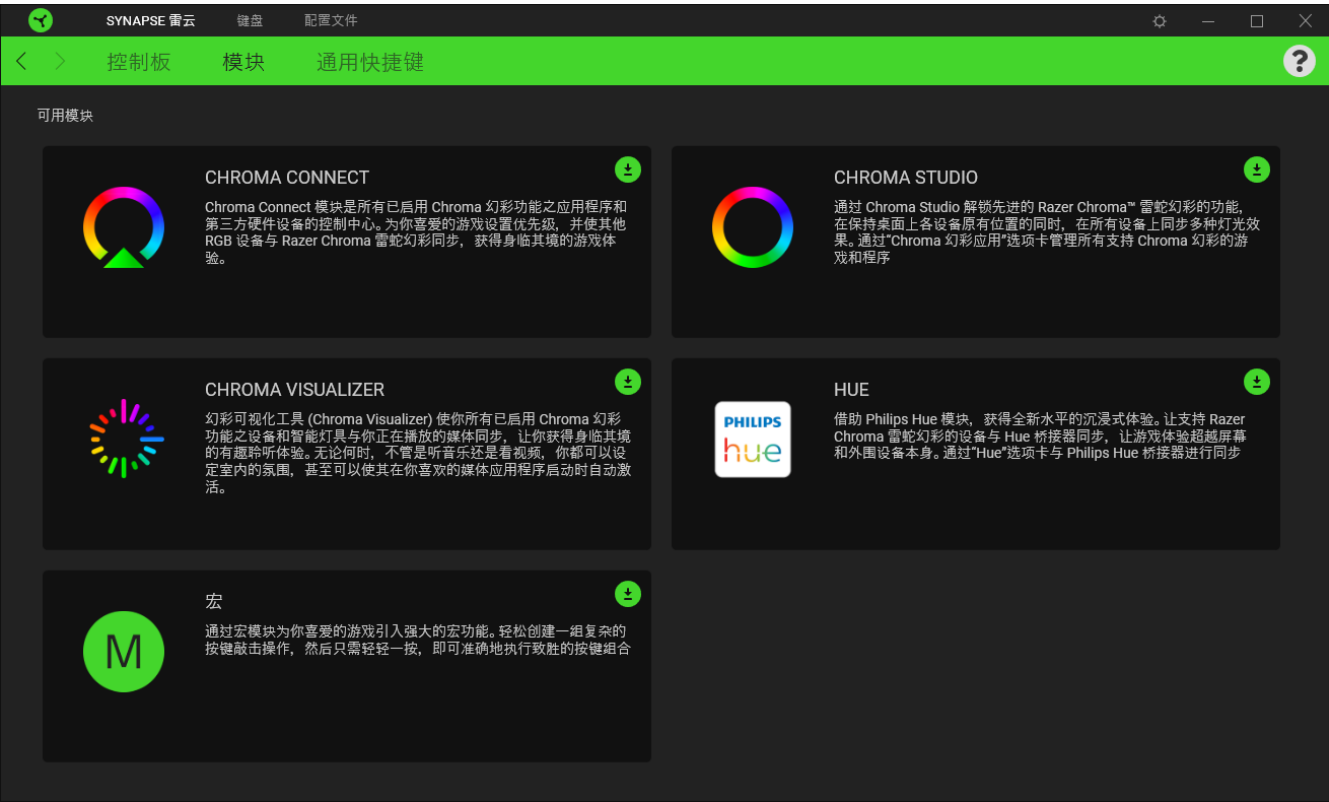 SYNAPSE 雷云 键盘 配置文件
控制板 模块 通用快捷键 ?
可用模块
CHROMA CONNECT
Chroma Connect 模块是所有已启用 Chroma 幻彩功能之应用程序和
第三方硬件设备的控制中心。为你喜爱的游戏设置优先级，并使其他
RGB 设备与 Razer Chroma 雷蛇幻彩同步，获得身临其境的游戏体
验。
CHROMA STUDIO
通过 Chroma Studio 解锁先进的 Razer Chroma™ 雷蛇幻彩的功能，
在保持桌面上各设备原有位置的同时，在所有设备上同步多种灯光效
果。通过"Chroma 幻彩应用"选项卡管理所有支持 Chroma 幻彩的游
戏和程序
CHROMA VISUALIZER
幻彩可视化工具 (Chroma Visualizer) 使你所有已启用 Chroma 幻彩
功能之设备和智能灯具与你正在播放的媒体同步，让你获得身临其境
的有趣聆听体验。无论何时，不管是听音乐还是看视频，你都可以设
定室内的氛围，甚至可以使其在你喜欢的媒体应用程序启动时自动激
活。
PHILIPS
hue
HUE
借助 Philips Hue 模块，获得全新水平的沉浸式体验。让支持 Razer
Chroma 雷蛇幻彩的设备与 Hue 桥接器同步，让游戏体验超越屏幕
和外围设备本身。通过"Hue"选项卡与 Philips Hue 桥接器进行同步
M
宏
通过宏模块为你喜爱的游戏引入强大的宏功能。轻松创建一组复杂的
按键敲击操作，然后只需轻轻一按，即可准确地执行致胜的按键组合